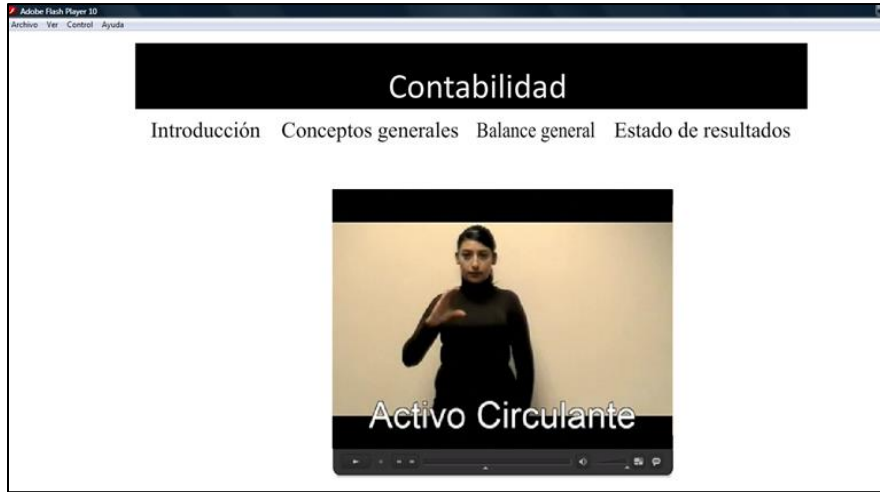 Adobe Flash Player 10
Archivo Ver Control Ayuda
Contabilidad
Introducción Conceptos generales Balance general Estado de resultados
Activo Circulante